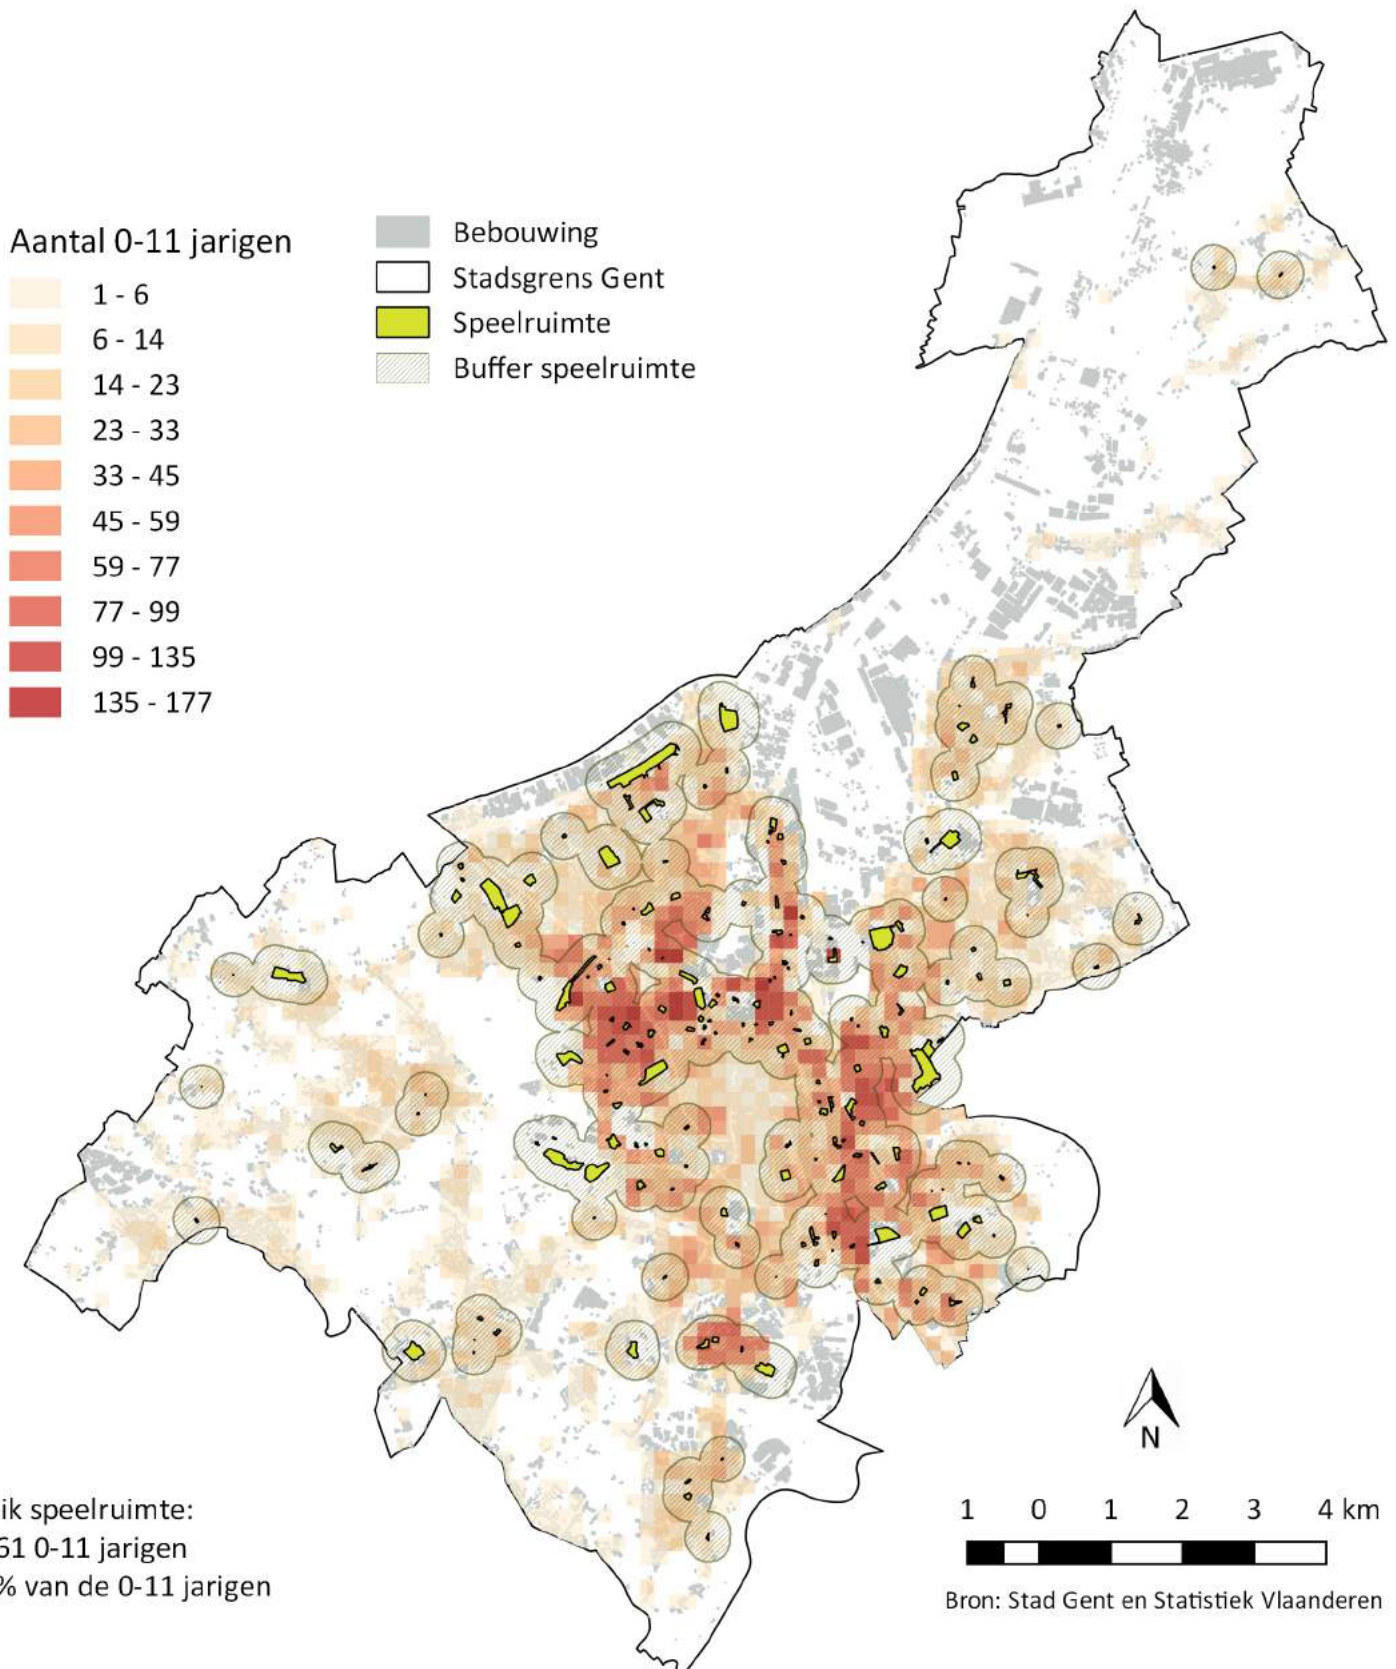 Aantal 0-11 jarigen
1 - 6
6 - 14
14 - 23
23 - 33
33 - 45
45 - 59
59 - 77
77 - 99
99 - 135
135 - 177
Bebouwing
Stadsgrens Gent
Speelruimte
Buffer speelruimte
N
1 0 1 2 3 4 km
Bron: Stad Gent en Statistiek Vlaanderen
speelruimte:
0-11 jarigen
% van de 0-11 jarigen